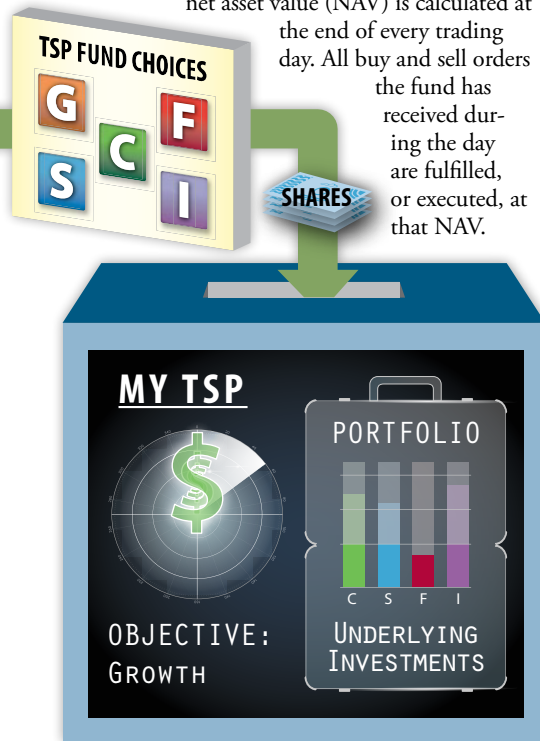 net asset value (NAV) is calculated at
the end of every trading
day. All buy and sell orders
the fund has
received dur-
ing the day
are fulfilled,
or executed, at
that NAV.
TSP FUND CHOICES
G
F
C
S
I
SHARES
MY TSP
$
OBJECTIVE:
GROWTH
PORTFOLIO
C S F I
UNDERLYING
INVESTMENTS